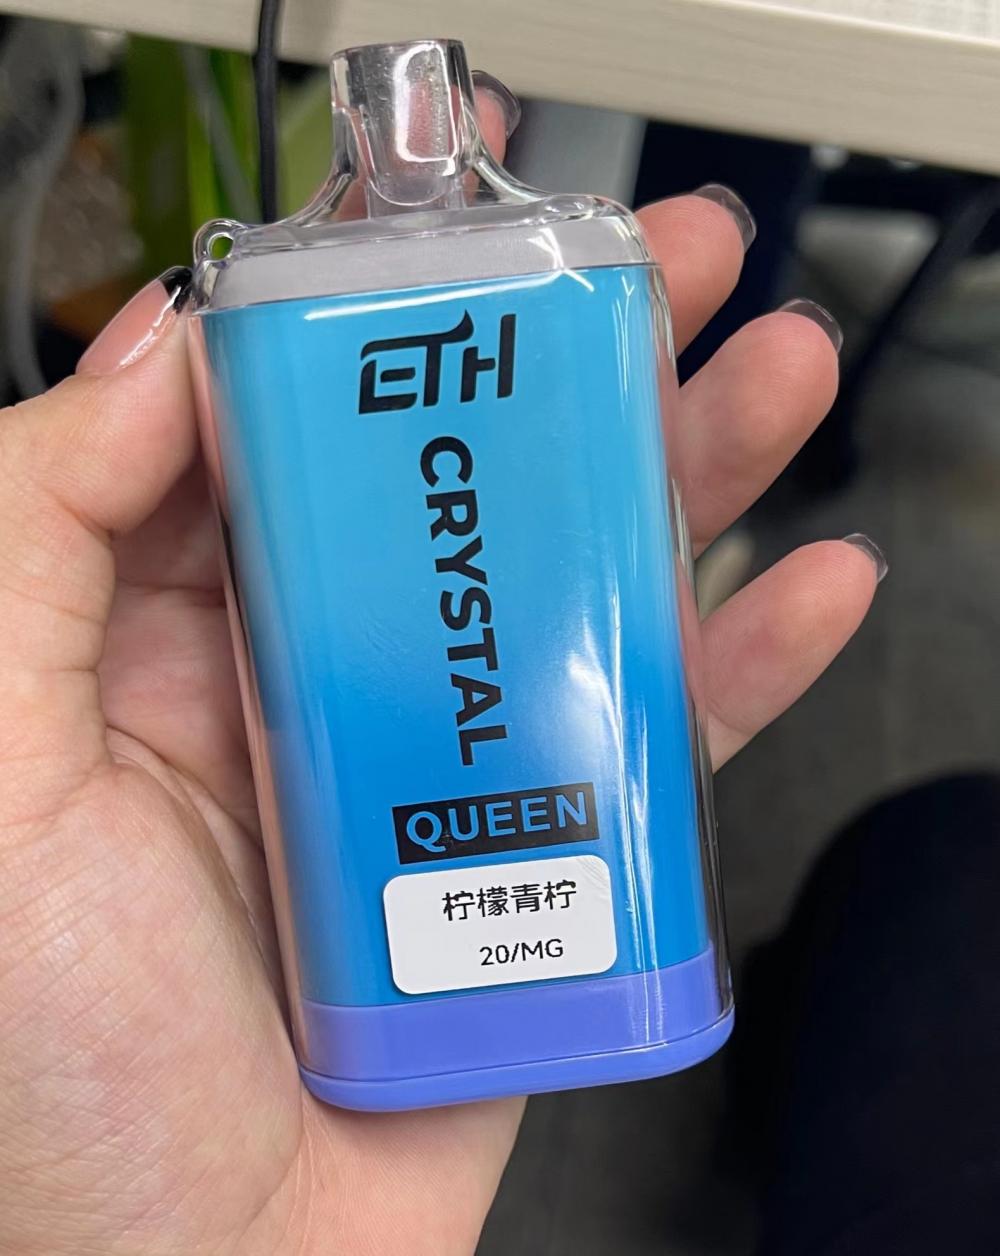 ETH
CRYSTAL
QUEEN
柠檬青柠
20/MG